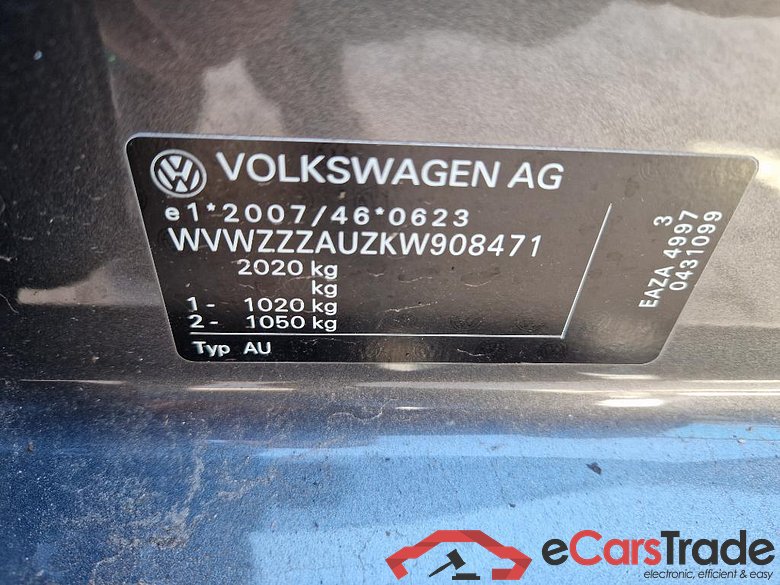 VOLKSWAGEN AG
e1*2007/46*0623
WVWZZZAUZKW908471
2020 kg
kg
1- 1020 kg
2- 1050 kg
Typ AU
3
EAZA 4997
0431099
eCarsTrade
electronic, efficient & easy